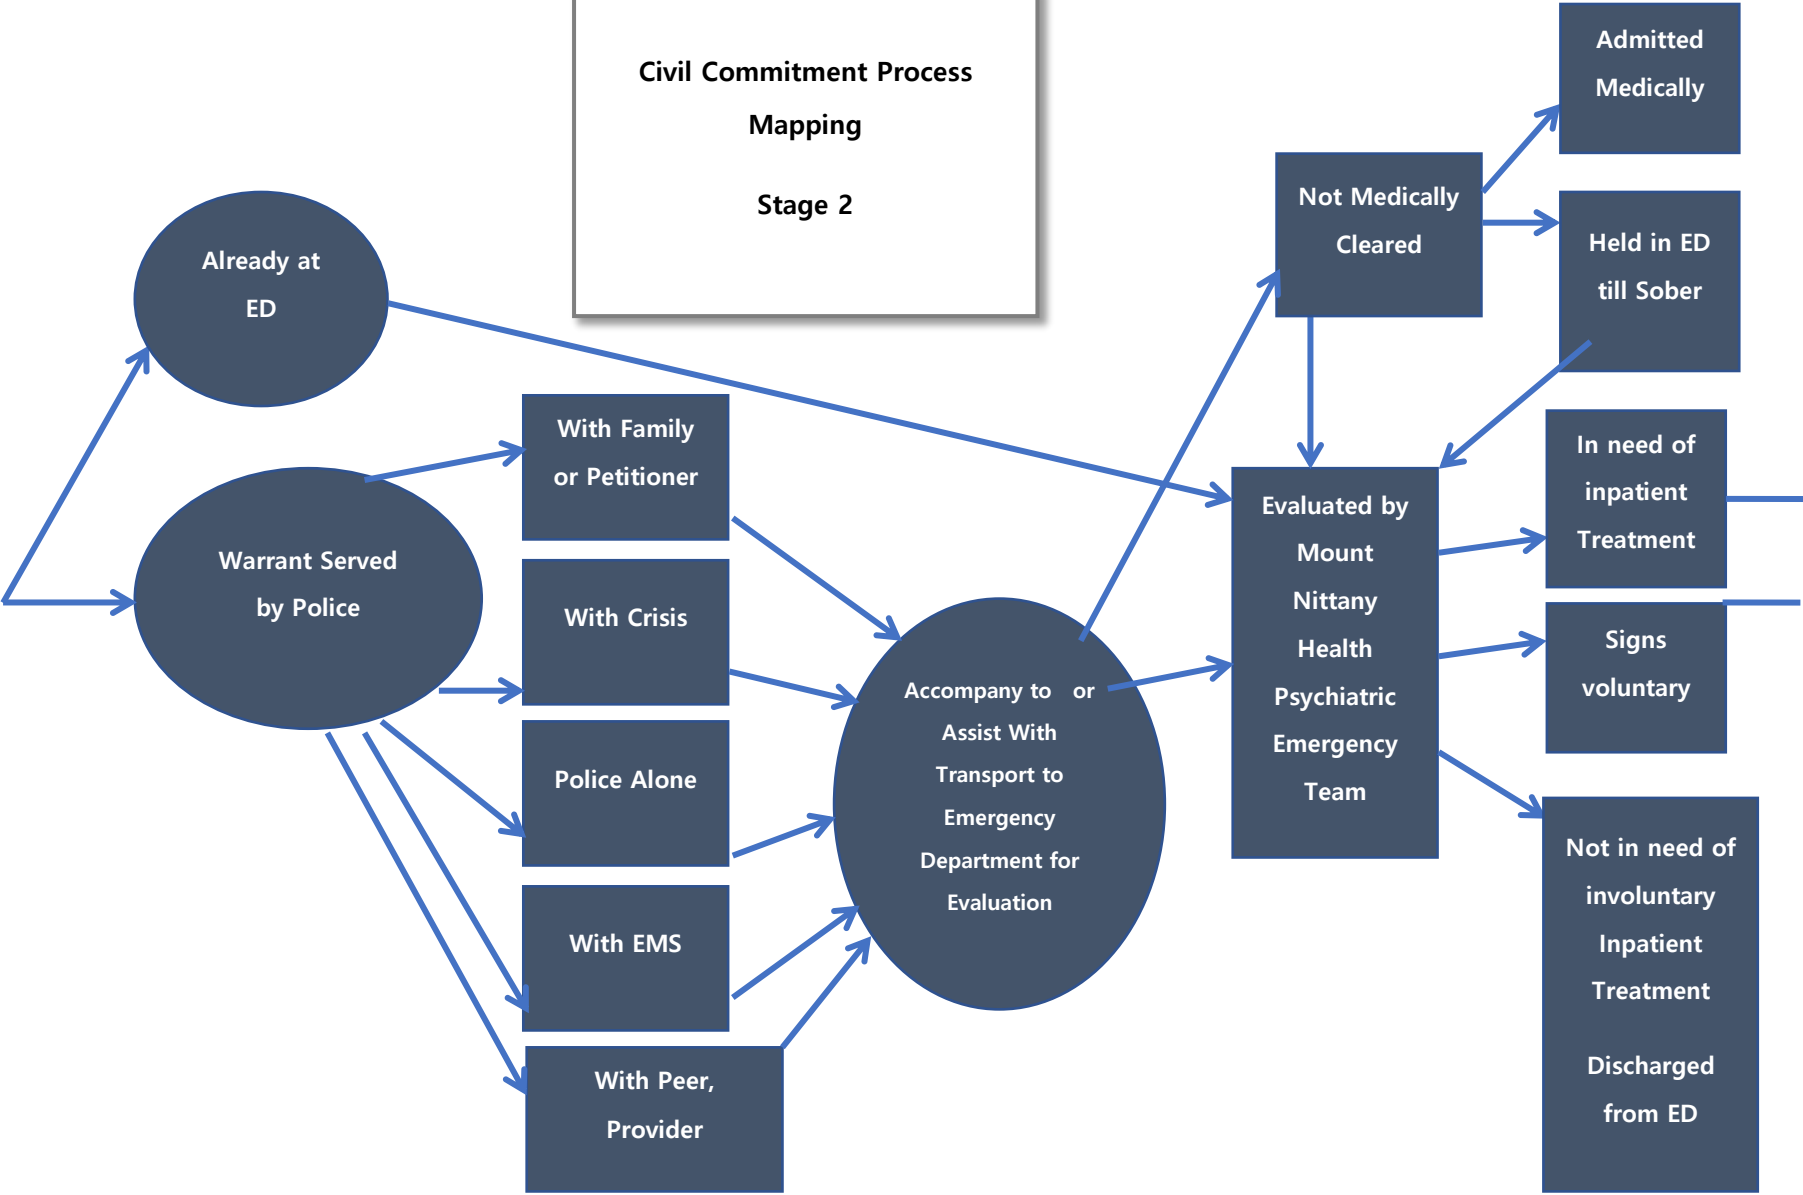 Civil Commitment Process
Mapping
Stage 2
Already at
ED
Warrant Served
by Police
With Family
or Petitioner
With Crisis
Police Alone
With EMS
With Peer,
Provider
Accompany to or
Assist With
Transport to
Emergency
Department for
Evaluation
Not Medically
Cleared
Admitted
Medically
Held in ED
till Sober
Evaluated by
Mount
Nittany
Health
Psychiatric
Emergency
Team
In need of
inpatient
Treatment
Signs
voluntary
Not in need of
involuntary
Inpatient
Treatment
Discharged
from ED